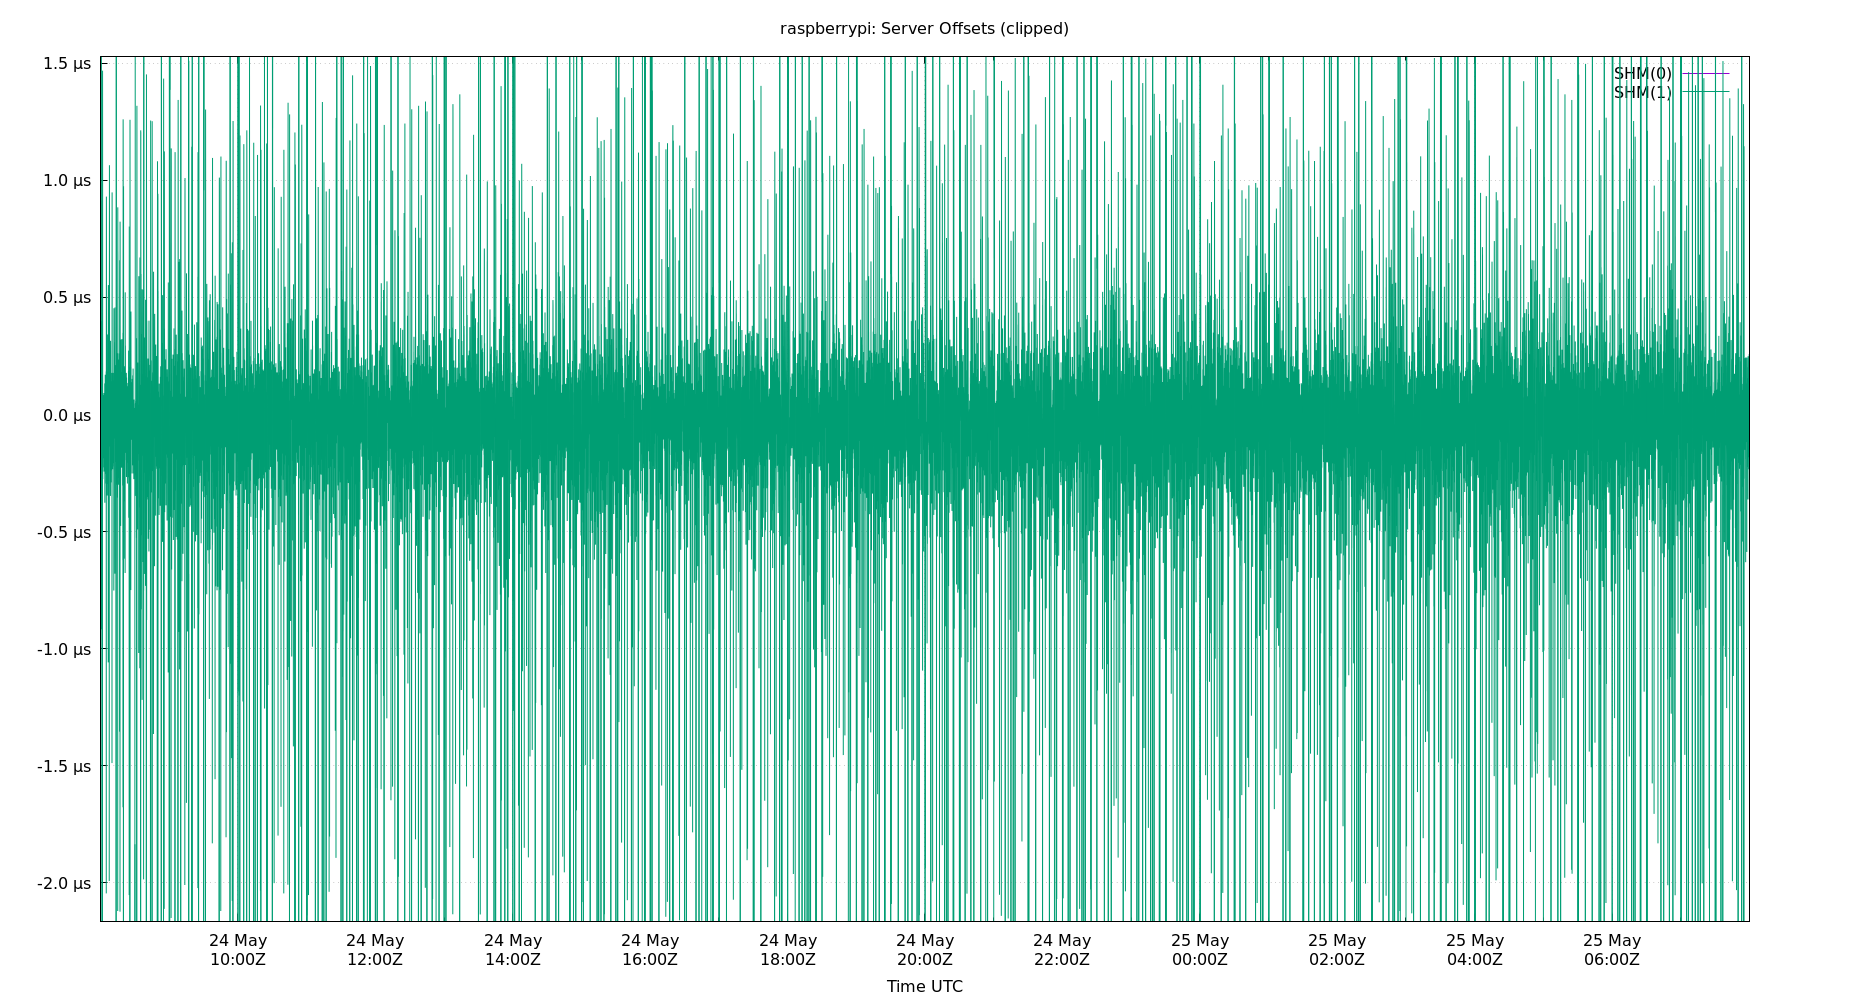 raspberrypi: Server Offsets (clipped)
1.5 µs
1.0 µs
0.5 µs
0.0 µs
-0.5 µs
-1.0 µs
-1.5 µs
-2.0 µs
SHM(0)
SHM(1)
24 May 24 May 24 May 24 May 24 May 24 May 24 May 25 May 25 May 25 May 25 May
10:00Z 12:00Z 14:00Z 16:00Z 18:00Z 20:00Z 22:00Z 00:00Z 02:00Z 04:00Z 06:00Z
Time UTC